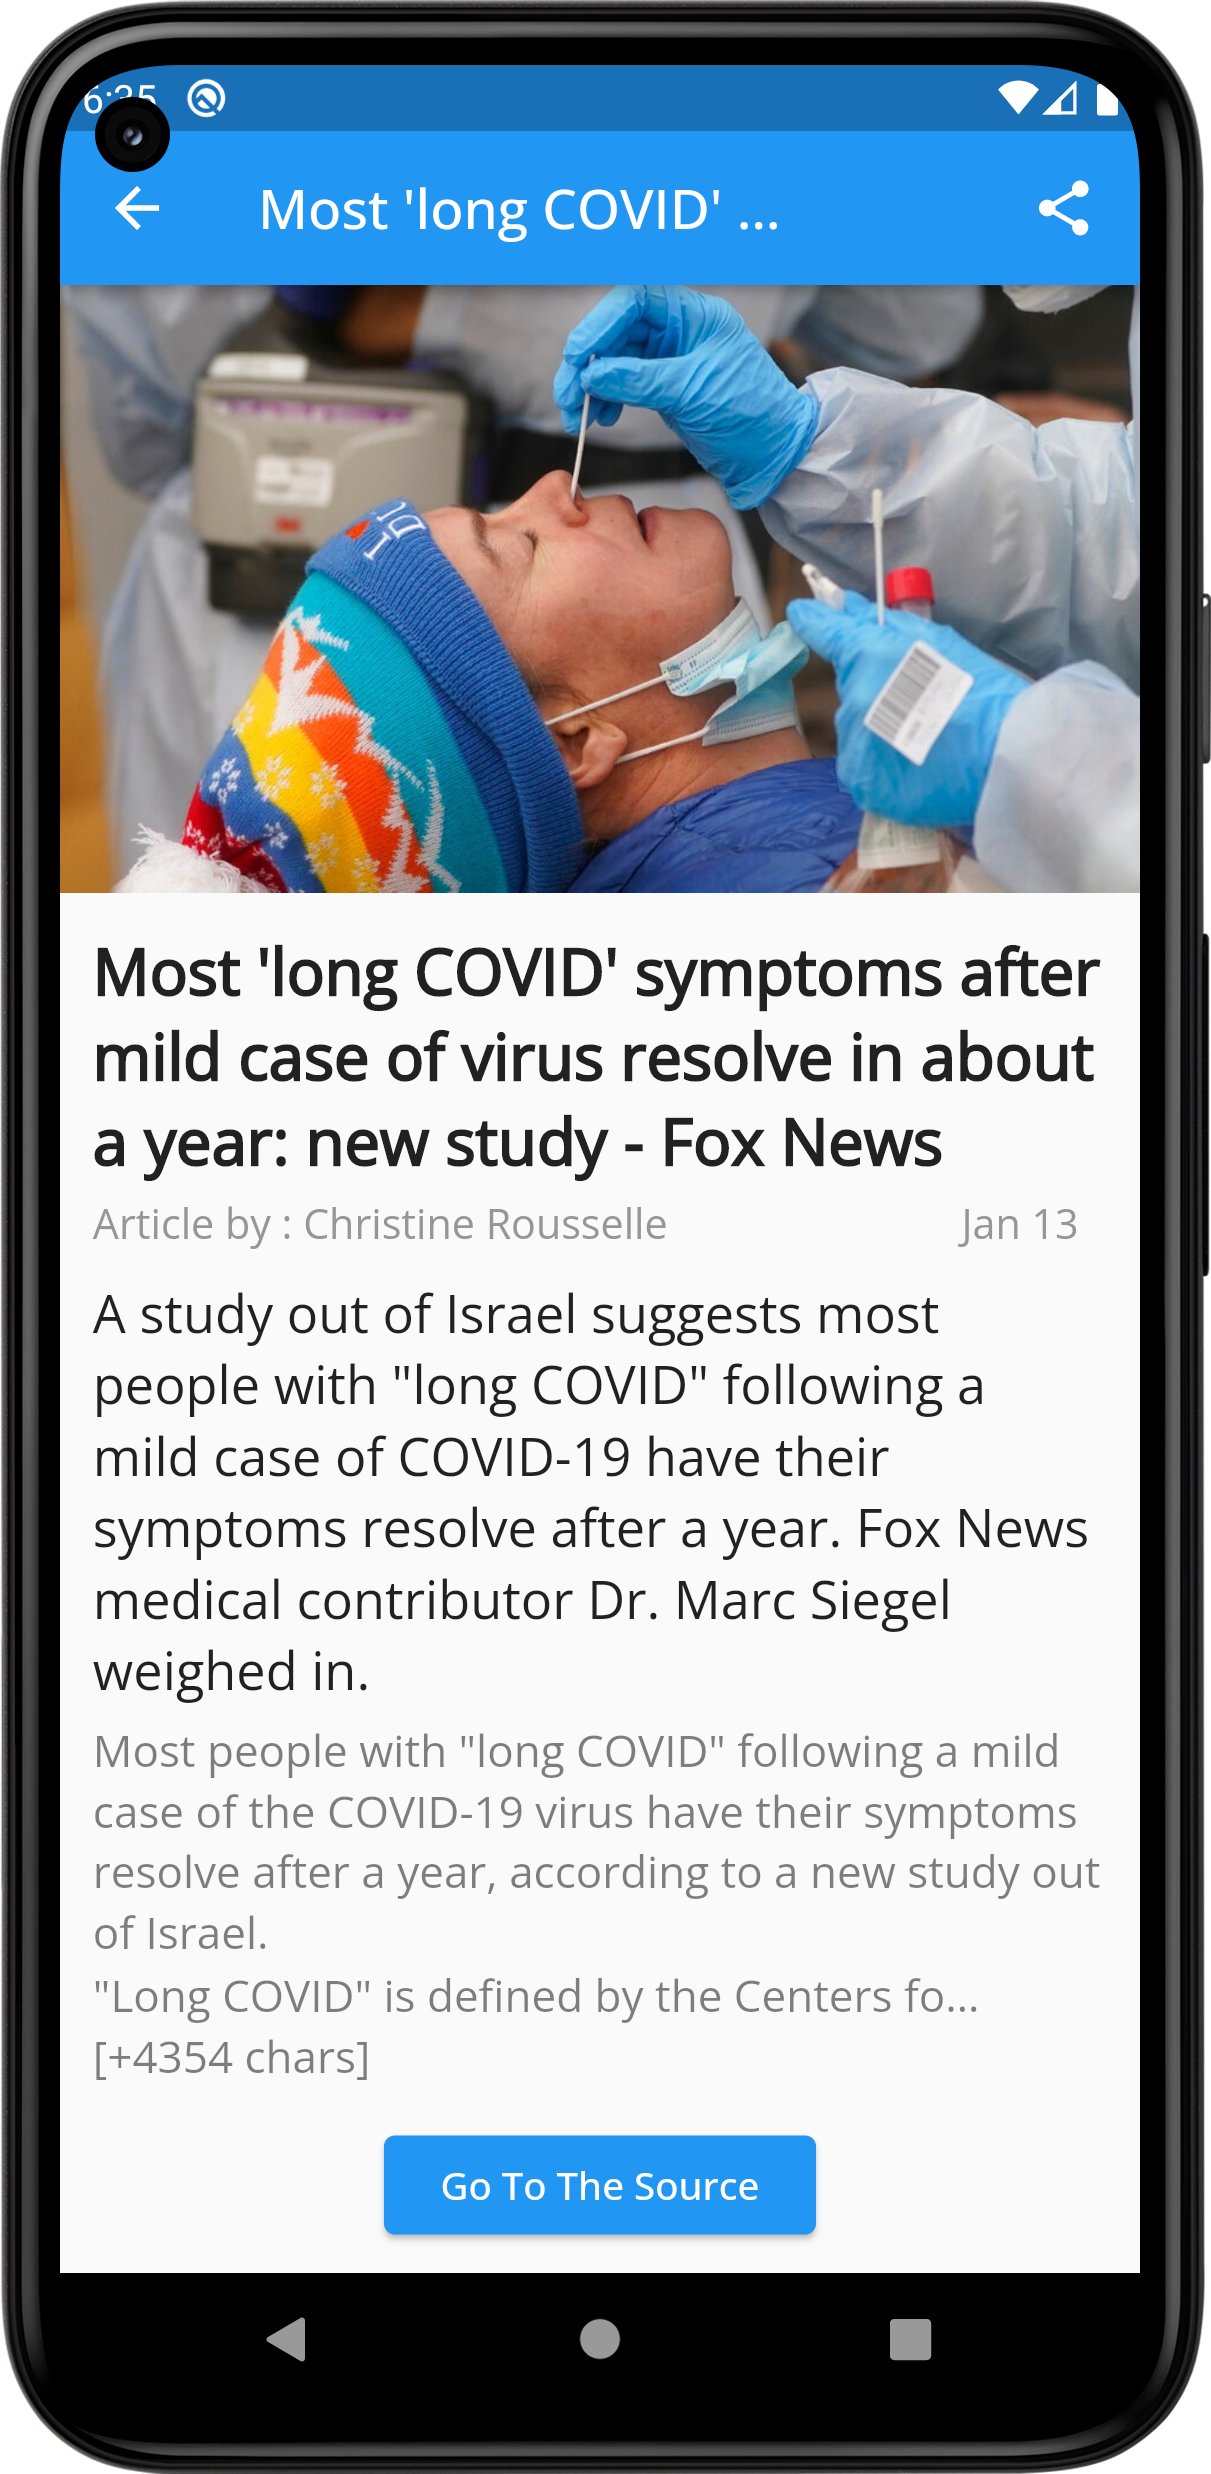 6:35
Most 'long COVID' ...
Most 'long COVID' symptoms after
mild case of virus resolve in about
a year: new study - Fox News
Article by : Christine Rousselle Jan 13
A study out of Israel suggests most
people with "long COVID" following a
mild case of COVID-19 have their
symptoms resolve after a year. Fox News
medical contributor Dr. Marc Siegel
weighed in.
Most people with "long COVID" following a mild
case of the COVID-19 virus have their symptoms
resolve after a year, according to a new study out
of Israel.
"Long COVID" is defined by the Centers fo…
[+4354 chars]
Go To The Source